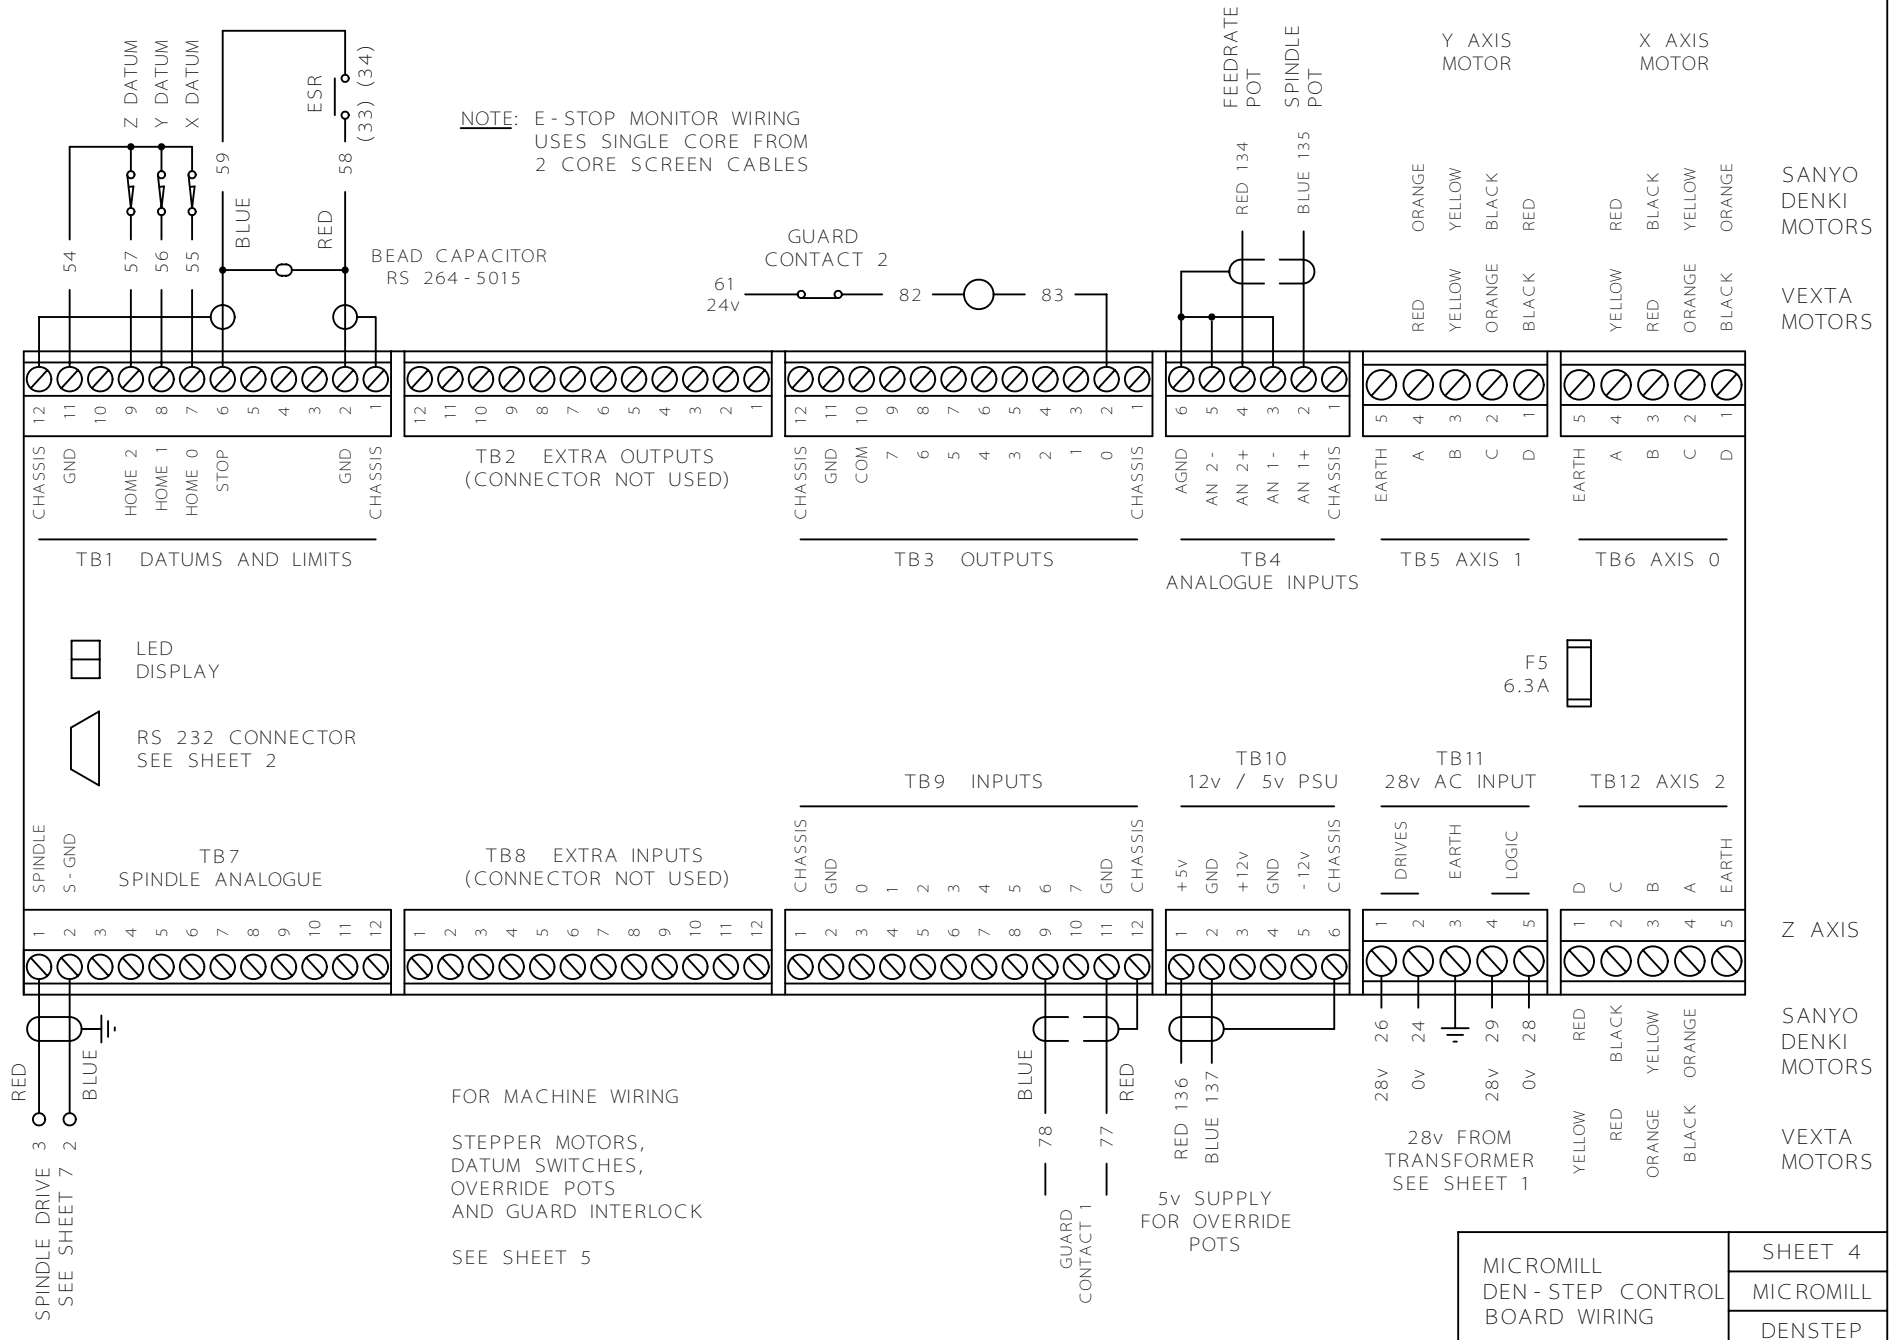 Z DATUM
Y DATUM
X DATUM
ESR
(33) (34)
59
58
BLUE
RED
54
57
56
55
NOTE: E-STOP MONITOR WIRING
USES SINGLE CORE FROM
2 CORE SCREEN CABLES
BEAD CAPACITOR
RS 264-5015
GUARD
CONTACT 2
61
24v
82
83
FEEDRATE
POT
SPINDLE
POT
RED 134
BLUE 135
Y AXIS
MOTOR
X AXIS
MOTOR
ORANGE
YELLOW
BLACK
RED
RED
BLACK
YELLOW
ORANGE
SANYO
DENKI
MOTORS
RED
YELLOW
ORANGE
BLACK
YELLOW
RED
ORANGE
BLACK
VEXTA
MOTORS
12 11 10 9 8 7 6 5 4 3 2 1
12 11 10 9 8 7 6 5 4 3 2 1
12 11 10 9 8 7 6 5 4 3 2 1
6 5 4 3 2 1
5 4 3 2 1
5 4 3 2 1
CHASSIS
GND
HOME 2
HOME 1
HOME 0
STOP
GND
CHASSIS
TB1 DATUMS AND LIMITS
TB2 EXTRA OUTPUTS
(CONNECTOR NOT USED)
CHASSIS
GND
COM
7
6
5
4
3
2
1
0
CHASSIS
TB3 OUTPUTS
AGND
AN 2-
AN 2+
AN 1-
AN 1+
CHASSIS
TB4
ANALOGUE INPUTS
EARTH
A
B
C
D
TB5 AXIS 1
EARTH
A
B
C
D
TB6 AXIS 0
LED
DISPLAY
RS 232 CONNECTOR
SEE SHEET 2
F5
6.3A
SPINDLE
S-GND
TB7
SPINDLE ANALOGUE
TB8 EXTRA INPUTS
(CONNECTOR NOT USED)
TB9 INPUTS
CHASSIS
GND
0
1
2
3
4
5
6
7
GND
CHASSIS
TB10
12v / 5v PSU
+5v
GND
+12v
GND
-12v
CHASSIS
TB11
28v AC INPUT
DRIVES
EARTH
LOGIC
TB12 AXIS 2
D
C
B
A
EARTH
1 2 3 4 5 6 7 8 9 10 11 12
1 2 3 4 5 6 7 8 9 10 11 12
1 2 3 4 5 6 7 8 9 10 11 12
1 2 3 4 5 6
1 2 3 4 5
1 2 3 4 5
Z AXIS
RED
BLUE
SPINDLE DRIVE 3
SEE SHEET 7 2
FOR MACHINE WIRING
STEPPER MOTORS,
DATUM SWITCHES,
OVERRIDE POTS
AND GUARD INTERLOCK
SEE SHEET 5
BLUE
RED
78
77
GUARD
CONTACT 1
RED 136
BLUE 137
5v SUPPLY
FOR OVERRIDE
POTS
28v 26
0v 24
28v 29
0v 28
28v FROM
TRANSFORMER
SEE SHEET 1
RED
BLACK
YELLOW
ORANGE
SANYO
DENKI
MOTORS
YELLOW
RED
ORANGE
BLACK
VEXTA
MOTORS
MICROMILL
DEN-STEP CONTROL
BOARD WIRING
SHEET 4
MICROMILL
DENSTEP